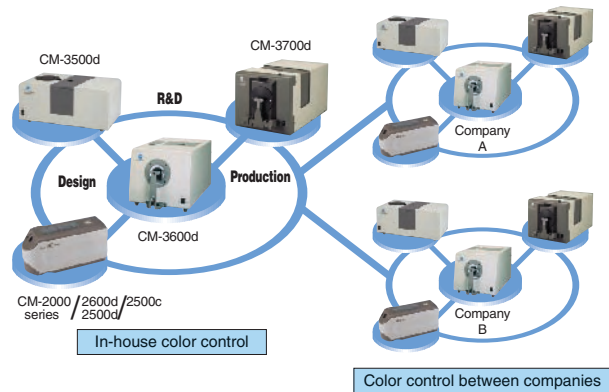 CM-3500d
CM-3700d
R&D
Design
Production
CM-3600d
CM-2000 series / 2600d 2500d / 2500c
In-house color control
Company
A
Company
B
Color control between companies